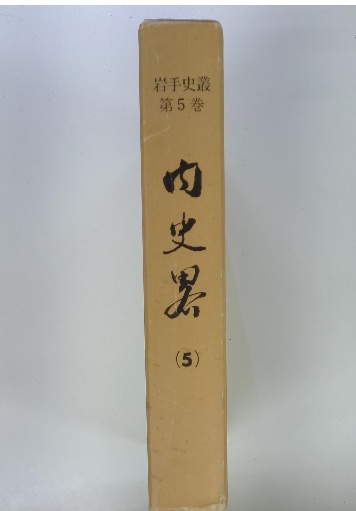 岩手史叢
第5巻
内史畧
(5)